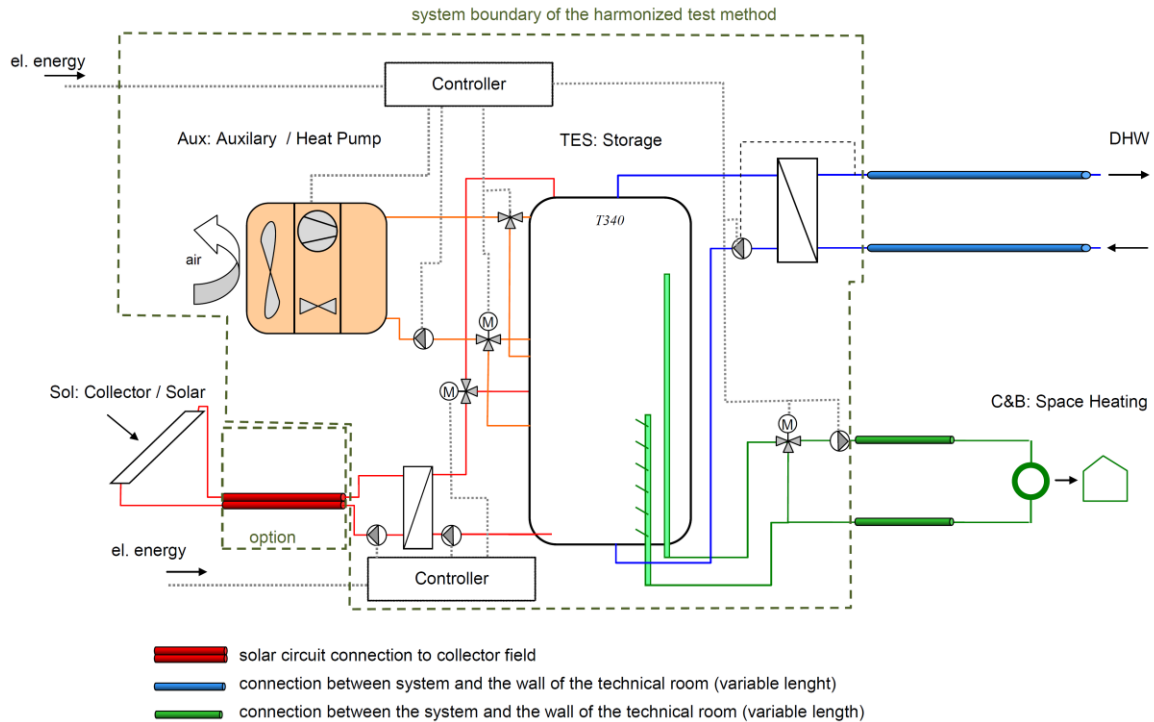 system boundary of the harmonized test method
el. energy
Controller
Aux: Auxilary / Heat Pump
TES: Storage
DHW
T340
air
M
M
Sol: Collector / Solar
M
C&B: Space Heating
option
el. energy
Controller
solar circuit connection to collector field
connection between system and the wall of the technical room (variable lenght)
connection between the system and the wall of the technical room (variable length)